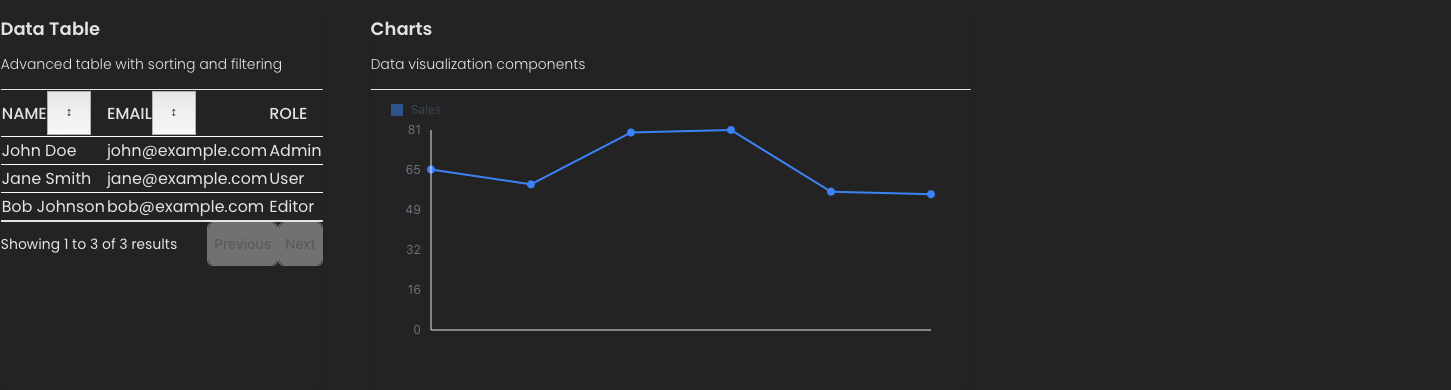 Data Table
Advanced table with sorting and filtering
NAME ↕ EMAIL ↕ ROLE
John Doe john@example.com Admin
Jane Smith jane@example.com User
Bob Johnson bob@example.com Editor
Showing 1 to 3 of 3 results Previous Next
Charts
Data visualization components
Sales
81
65
49
32
16
0